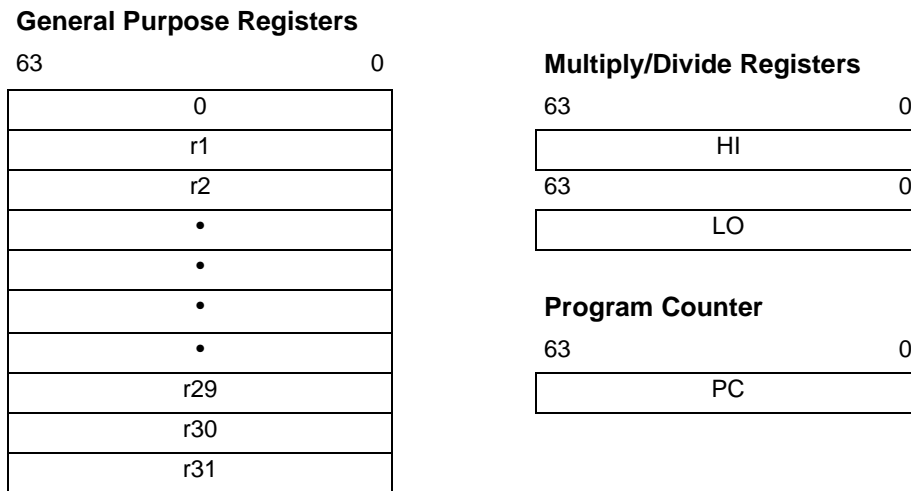 General Purpose Registers
63 0
0
r1
r2
•
•
•
•
r29
r30
r31
Multiply/Divide Registers
63 0
HI
63 0
LO
Program Counter
63 0
PC